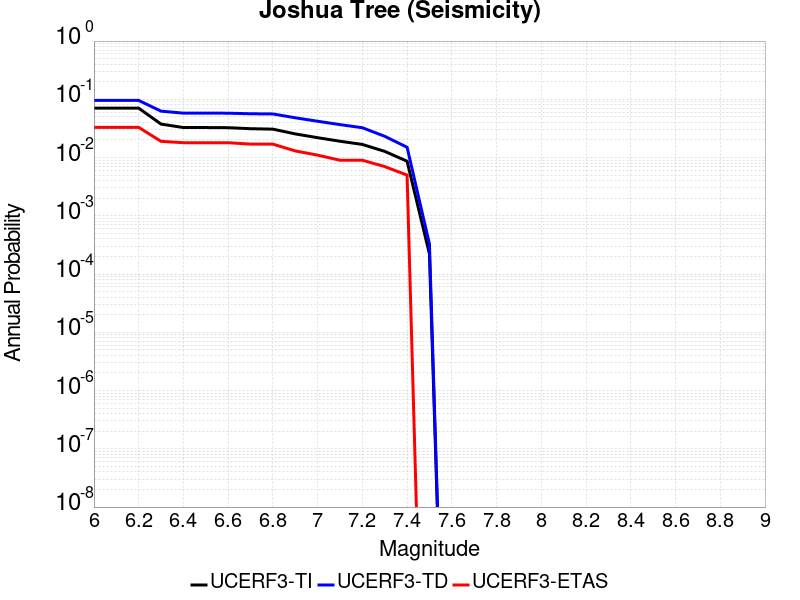 Joshua Tree (Seismicity)
10^0
10^-1
10^-2
10^-3
10^-4
10^-5
10^-6
10^-7
10^-8
Annual Probability
6 6.2 6.4 6.6 6.8 7 7.2 7.4 7.6 7.8 8 8.2 8.4 8.6 8.8 9
Magnitude
UCERF3-TI UCERF3-TD UCERF3-ETAS